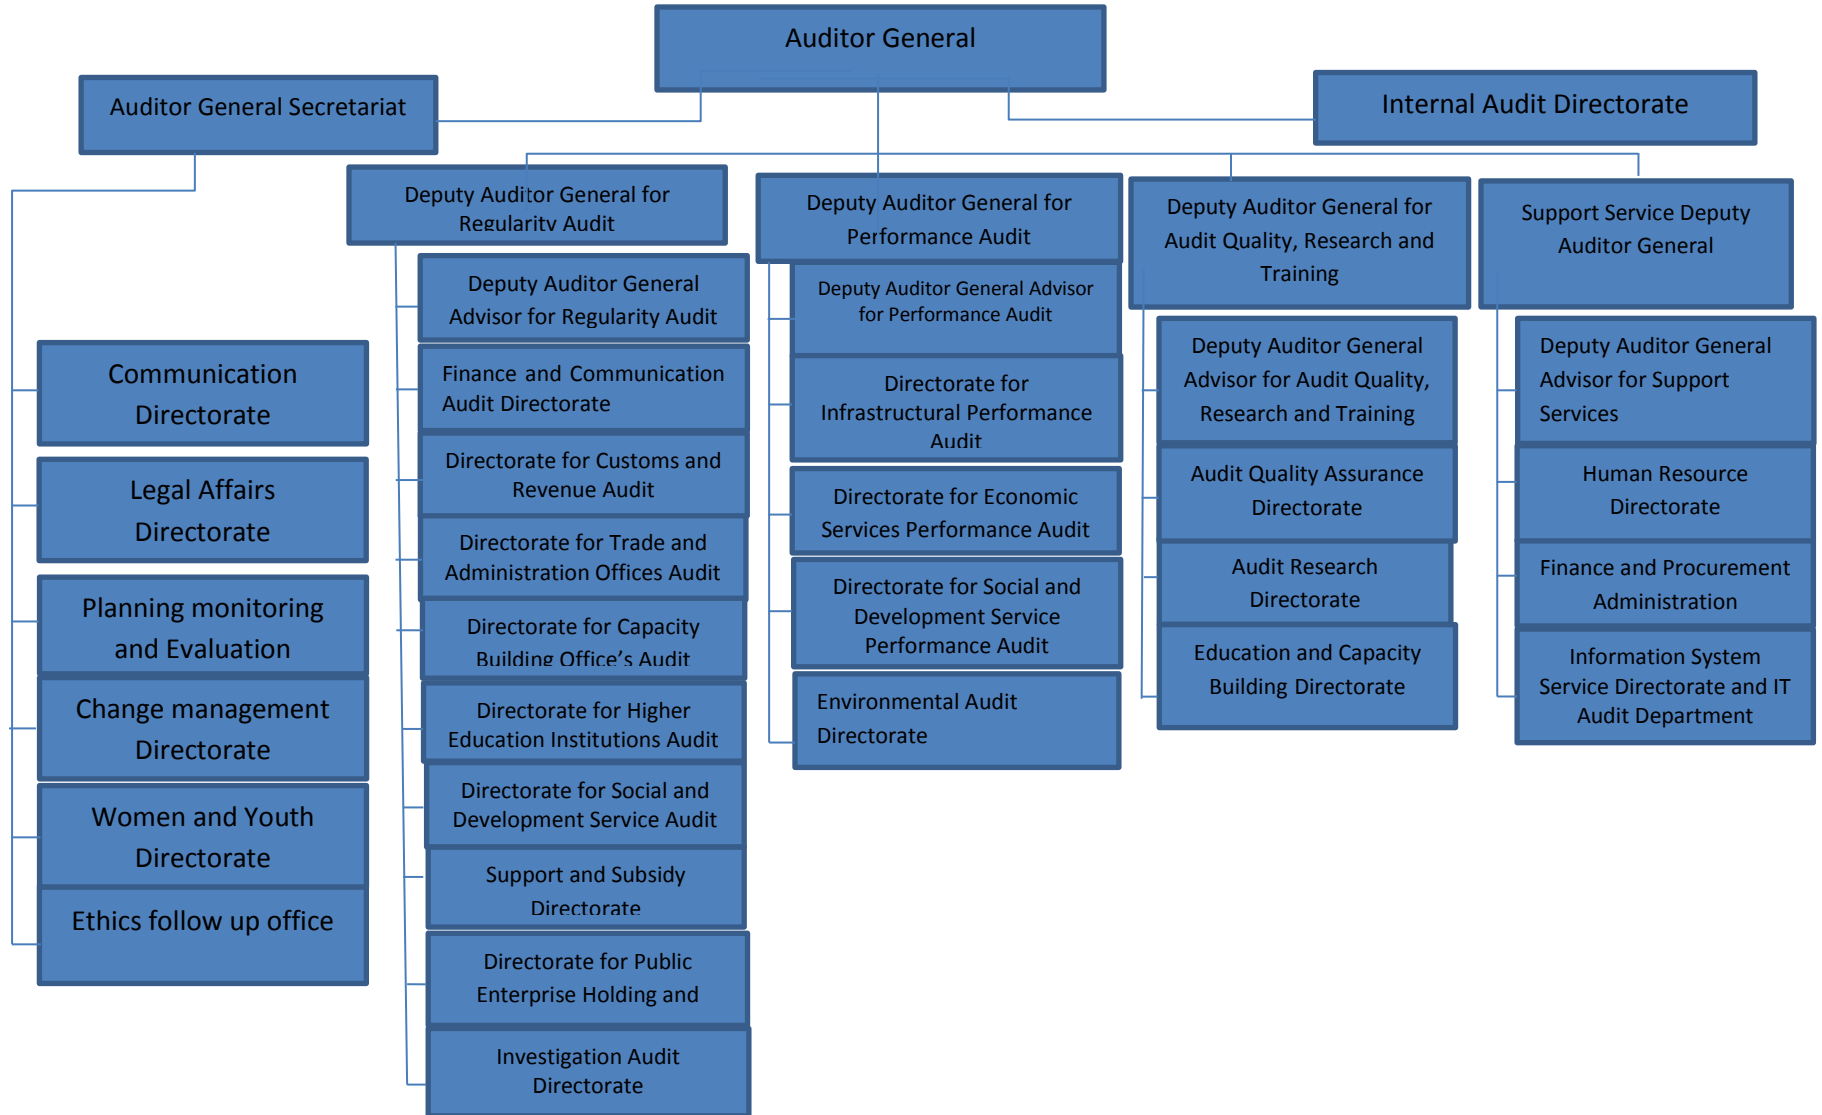 Auditor General
Auditor General Secretariat
Internal Audit Directorate
Communication
Directorate
Legal Affairs
Directorate
Planning monitoring
and Evaluation
Change management
Directorate
Women and Youth
Directorate
Ethics follow up office
Deputy Auditor General for
Regularity Audit
Deputy Auditor General
Advisor for Regularity Audit
Finance and Communication
Audit Directorate
Directorate for Customs and
Revenue Audit
Directorate for Trade and
Administration Offices Audit
Directorate for Capacity
Building Office’s Audit
Directorate for Higher
Education Institutions Audit
Directorate for Social and
Development Service Audit
Support and Subsidy
Directorate
Directorate for Public
Enterprise Holding and
Investigation Audit
Directorate
Deputy Auditor General for
Performance Audit
Deputy Auditor General Advisor
for Performance Audit
Directorate for
Infrastructural Performance
Audit
Directorate for Economic
Services Performance Audit
Directorate for Social and
Development Service
Performance Audit
Environmental Audit
Directorate
Deputy Auditor General for
Audit Quality, Research and
Training
Deputy Auditor General
Advisor for Audit Quality,
Research and Training
Audit Quality Assurance
Directorate
Audit Research
Directorate
Education and Capacity
Building Directorate
Support Service Deputy
Auditor General
Deputy Auditor General
Advisor for Support
Services
Human Resource
Directorate
Finance and Procurement
Administration
Information System
Service Directorate and IT
Audit Department